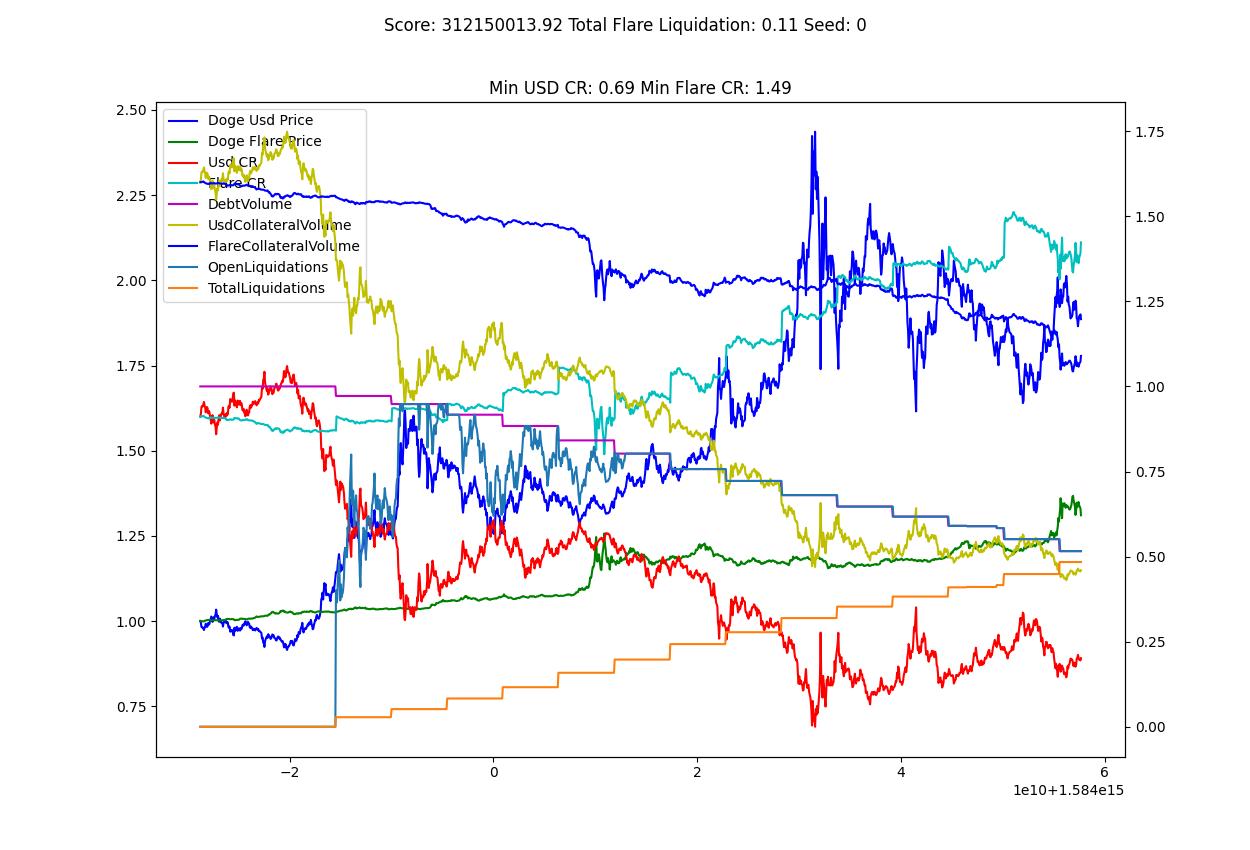 Score: 312150013.92 Total Flare Liquidation: 0.11 Seed: 0
Min USD CR: 0.69 Min Flare CR: 1.49
Doge Usd Price
Doge Flare Price
Usd CR
Flare CR
DebtVolume
UsdCollateralVolume
FlareCollateralVolume
OpenLiquidations
TotalLiquidations
2.50
2.25
2.00
1.75
1.50
1.25
1.00
0.75
1.75
1.50
1.25
1.00
0.75
0.50
0.25
0.00
−2 0 2 4 6
1e10+1.584e15